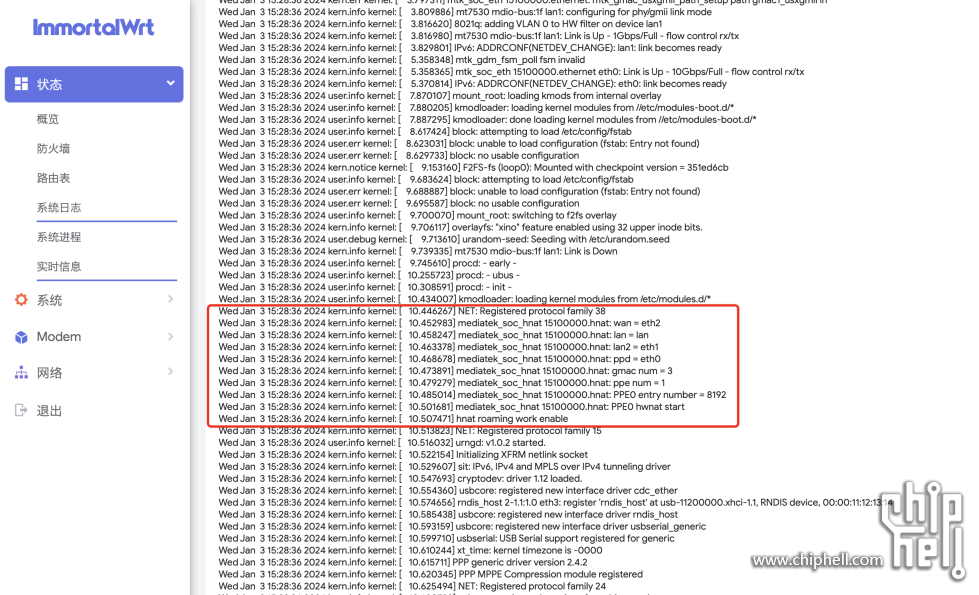 ImmortalWrt
状态
概览
防火墙
路由表
系统日志
系统进程
实时信息
系统
Modem
网络
退出
Wed Jan 3 15:28:36 2024 kern.info kernel: [ 3.809886] mt7530 mdio-bus:1f lan1: configuring for phy/gmii link mode
Wed Jan 3 15:28:36 2024 kern.info kernel: [ 3.816620] 8021q: adding VLAN 0 to HW filter on device lan1
Wed Jan 3 15:28:36 2024 kern.info kernel: [ 3.816980] mt7530 mdio-bus:1f lan1: Link is Up - 1Gbps/Full - flow control rx/tx
Wed Jan 3 15:28:36 2024 kern.info kernel: [ 3.829801] IPv6: ADDRCONF(NETDEV_CHANGE): lan1: link becomes ready
Wed Jan 3 15:28:36 2024 kern.info kernel: [ 5.358348] mtk_gdm_fsm_poll fsm invalid
Wed Jan 3 15:28:36 2024 kern.info kernel: [ 5.358365] mtk_soc_eth 15100000.ethernet eth0: Link is Up - 10Gbps/Full - flow control rx/tx
Wed Jan 3 15:28:36 2024 kern.info kernel: [ 5.370814] IPv6: ADDRCONF(NETDEV_CHANGE): eth0: link becomes ready
Wed Jan 3 15:28:36 2024 user.info kernel: [ 7.870107] mount_root: loading kmods from internal overlay
Wed Jan 3 15:28:36 2024 user.info kernel: [ 7.880205] kmodloader: loading kernel modules from //etc/modules-boot.d/*
Wed Jan 3 15:28:36 2024 user.info kernel: [ 7.887295] kmodloader: done loading kernel modules from //etc/modules-boot.d/*
Wed Jan 3 15:28:36 2024 user.info kernel: [ 8.617424] block: attempting to load /etc/config/fstab
Wed Jan 3 15:28:36 2024 user.err kernel: [ 8.623031] block: unable to load configuration (fstab: Entry not found)
Wed Jan 3 15:28:36 2024 user.err kernel: [ 8.629733] block: no usable configuration
Wed Jan 3 15:28:36 2024 kern.notice kernel: [ 9.153160] F2FS-fs (loop0): Mounted with checkpoint version = 351ed6cb
Wed Jan 3 15:28:36 2024 user.info kernel: [ 9.683624] block: attempting to load /etc/config/fstab
Wed Jan 3 15:28:36 2024 user.err kernel: [ 9.688887] block: unable to load configuration (fstab: Entry not found)
Wed Jan 3 15:28:36 2024 user.err kernel: [ 9.695587] block: no usable configuration
Wed Jan 3 15:28:36 2024 user.info kernel: [ 9.700070] mount_root: switching to f2fs overlay
Wed Jan 3 15:28:36 2024 kern.info kernel: [ 9.706117] overlayfs: "xino" feature enabled using 32 upper inode bits.
Wed Jan 3 15:28:36 2024 user.debug kernel: [ 9.713610] urandom-seed: Seeding with /etc/urandom.seed
Wed Jan 3 15:28:36 2024 kern.info kernel: [ 9.739335] mt7530 mdio-bus:1f lan1: Link is Down
Wed Jan 3 15:28:36 2024 user.info kernel: [ 9.745610] procd: - early -
Wed Jan 3 15:28:36 2024 user.info kernel: [ 10.255723] procd: - ubus -
Wed Jan 3 15:28:36 2024 user.info kernel: [ 10.308591] procd: - init -
Wed Jan 3 15:28:36 2024 user.info kernel: [ 10.434007] kmodloader: loading kernel modules from /etc/modules.d/*
Wed Jan 3 15:28:36 2024 kern.info kernel: [ 10.446267] NET: Registered protocol family 38
Wed Jan 3 15:28:36 2024 kern.info kernel: [ 10.452983] mediatek_soc_hnat 15100000.hnat: wan = eth2
Wed Jan 3 15:28:36 2024 kern.info kernel: [ 10.458247] mediatek_soc_hnat 15100000.hnat: lan = lan
Wed Jan 3 15:28:36 2024 kern.info kernel: [ 10.463378] mediatek_soc_hnat 15100000.hnat: lan2 = eth1
Wed Jan 3 15:28:36 2024 kern.info kernel: [ 10.468678] mediatek_soc_hnat 15100000.hnat: ppd = eth0
Wed Jan 3 15:28:36 2024 kern.info kernel: [ 10.473891] mediatek_soc_hnat 15100000.hnat: gmac num = 3
Wed Jan 3 15:28:36 2024 kern.info kernel: [ 10.479279] mediatek_soc_hnat 15100000.hnat: ppe num = 1
Wed Jan 3 15:28:36 2024 kern.info kernel: [ 10.485014] mediatek_soc_hnat 15100000.hnat: PPE0 entry number = 8192
Wed Jan 3 15:28:36 2024 kern.info kernel: [ 10.501681] mediatek_soc_hnat 15100000.hnat: PPE0 hwnat start
Wed Jan 3 15:28:36 2024 kern.info kernel: [ 10.507471] hnat roaming work enable
Wed Jan 3 15:28:36 2024 kern.info kernel: [ 10.513823] NET: Registered protocol family 15
Wed Jan 3 15:28:36 2024 user.info kernel: [ 10.516032] urngd: v1.0.2 started.
Wed Jan 3 15:28:36 2024 kern.info kernel: [ 10.522154] Initializing XFRM netlink socket
Wed Jan 3 15:28:36 2024 kern.info kernel: [ 10.529607] sit: IPv6, IPv4 and MPLS over IPv4 tunneling driver
Wed Jan 3 15:28:36 2024 kern.info kernel: [ 10.547693] cryptodev: driver 1.12 loaded.
Wed Jan 3 15:28:36 2024 kern.info kernel: [ 10.554360] usbcore: registered new interface driver cdc_ether
Wed Jan 3 15:28:36 2024 kern.info kernel: [ 10.574656] rndis_host 2-1.1:1.0 eth3: register 'rndis_host' at usb-11200000.xhci-1.1, RNDIS device, 00:00:11:12:13:14
Wed Jan 3 15:28:36 2024 kern.info kernel: [ 10.585438] usbcore: registered new interface driver rndis_host
Wed Jan 3 15:28:36 2024 kern.info kernel: [ 10.593159] usbcore: registered new interface driver usbserial_generic
Wed Jan 3 15:28:36 2024 kern.info kernel: [ 10.599710] usbserial: USB Serial support registered for generic
Wed Jan 3 15:28:36 2024 kern.info kernel: [ 10.610244] xt_time: kernel timezone is -0000
Wed Jan 3 15:28:36 2024 kern.info kernel: [ 10.615711] PPP generic driver version 2.4.2
Wed Jan 3 15:28:36 2024 kern.info kernel: [ 10.620345] PPP MPPE Compression module registered
Wed Jan 3 15:28:36 2024 kern.info kernel: [ 10.625494] NET: Registered protocol family 24
www.chiphell.com
chip
hell